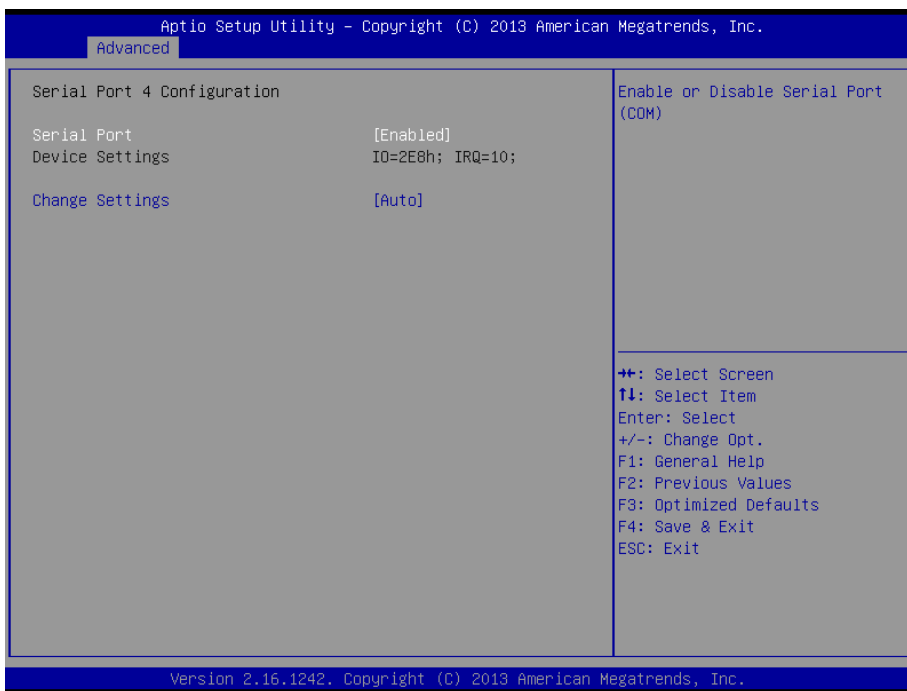 Aptio Setup Utility – Copyright (C) 2013 American Megatrends, Inc.
Advanced
Serial Port 4 Configuration
Serial Port [Enabled]
Device Settings IO=2E8h; IRQ=10;
Change Settings [Auto]
Enable or Disable Serial Port
(COM)
→←: Select Screen
↑↓: Select Item
Enter: Select
+/-: Change Opt.
F1: General Help
F2: Previous Values
F3: Optimized Defaults
F4: Save & Exit
ESC: Exit
Version 2.16.1242. Copyright (C) 2013 American Megatrends, Inc.